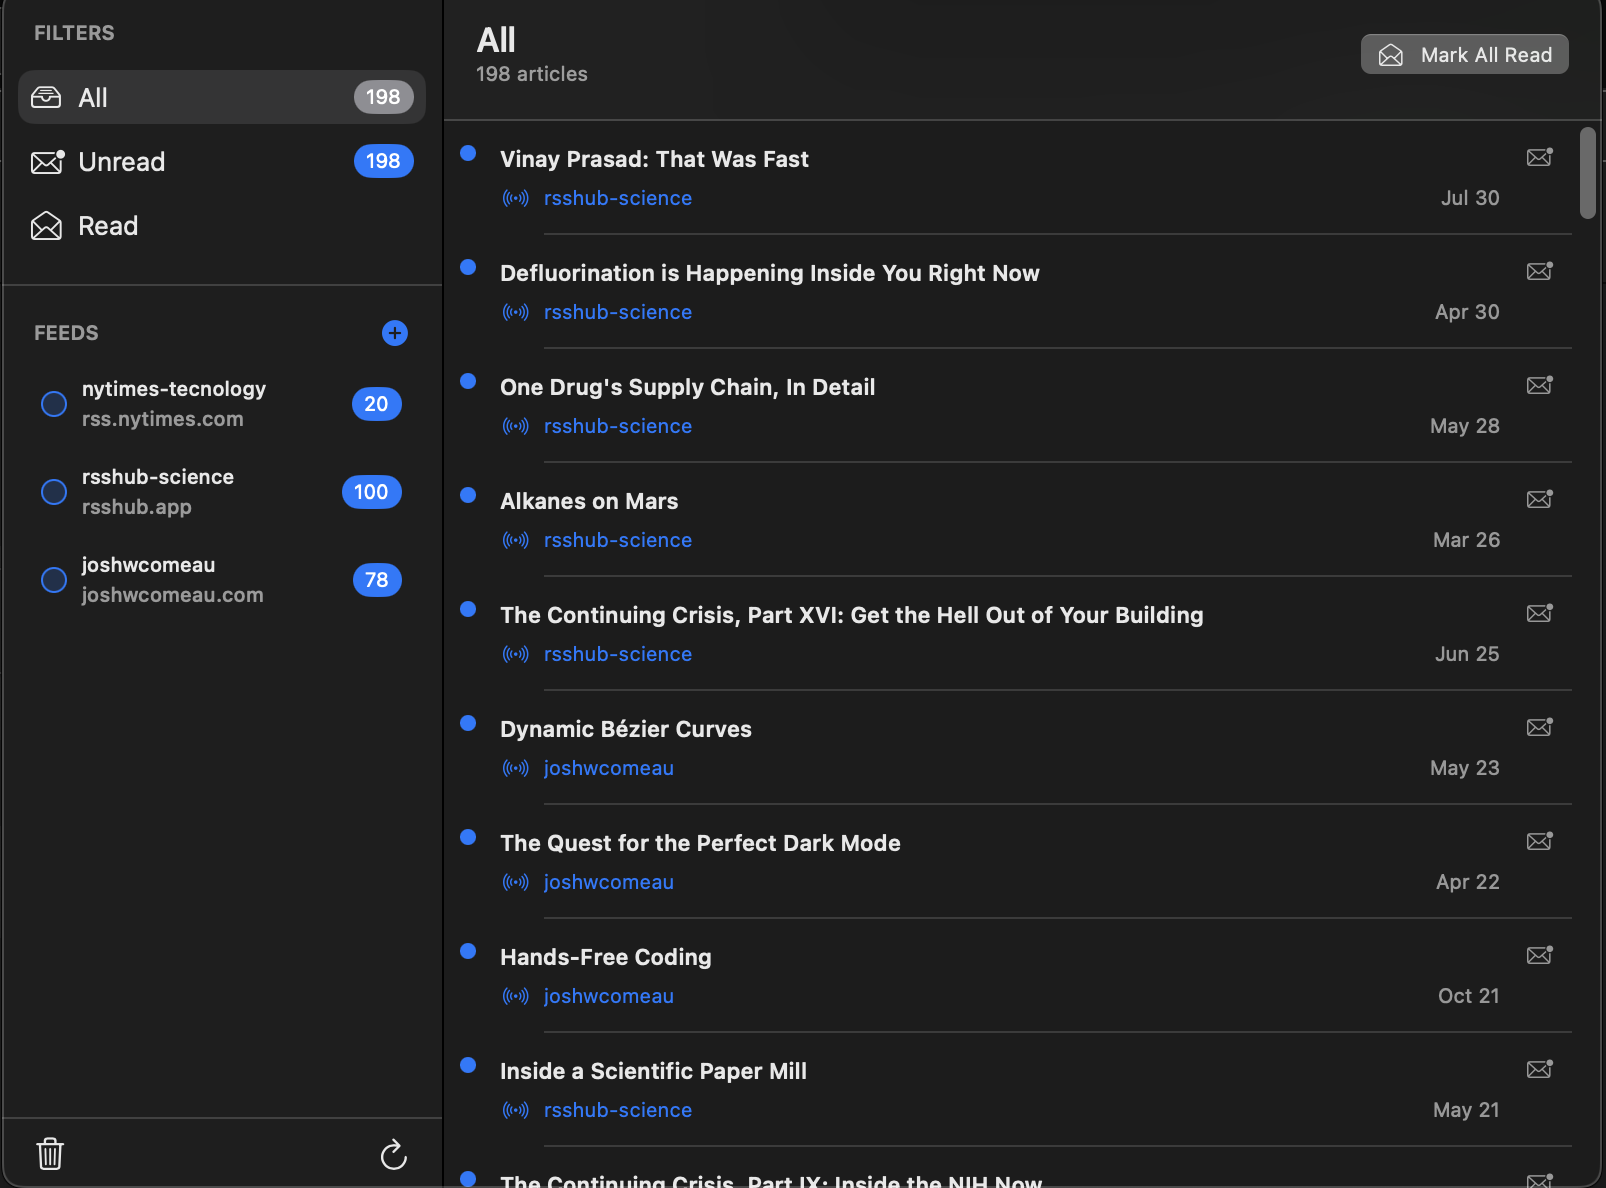 FILTERS
All 198
Unread 198
Read
FEEDS
nytimes-tecnology
rss.nytimes.com
20
rsshub-science
rsshub.app
100
joshwcomeau
joshwcomeau.com
78
All
198 articles
Mark All Read
Vinay Prasad: That Was Fast
rsshub-science Jul 30
Defluorination is Happening Inside You Right Now
rsshub-science Apr 30
One Drug's Supply Chain, In Detail
rsshub-science May 28
Alkanes on Mars
rsshub-science Mar 26
The Continuing Crisis, Part XVI: Get the Hell Out of Your Building
rsshub-science Jun 25
Dynamic Bézier Curves
joshwcomeau May 23
The Quest for the Perfect Dark Mode
joshwcomeau Apr 22
Hands-Free Coding
joshwcomeau Oct 21
Inside a Scientific Paper Mill
rsshub-science May 21
The Continuing Crisis, Part IX: Inside the NIH Now